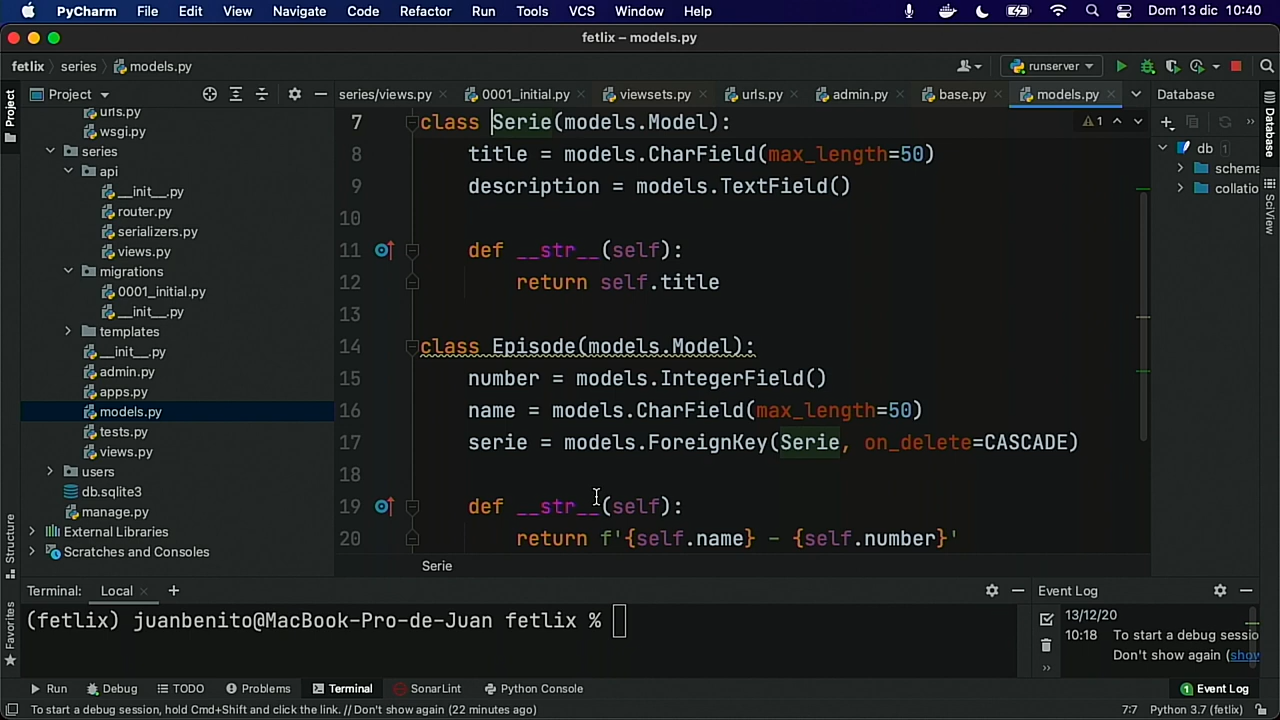 PyCharm File Edit View Navigate Code Refactor Run Tools VCS Window Help Dom 13 dic 10:40
fetlix – models.py
fetlix series models.py runserver
Project Project series/views.py 0001_initial.py viewsets.py urls.py admin.py base.py models.py Database
urls.py
wsgi.py
series
api
__init__.py
router.py
serializers.py
views.py
migrations
0001_initial.py
__init__.py
templates
__init__.py
admin.py
apps.py
models.py
tests.py
views.py
users
db.sqlite3
manage.py
External Libraries
Scratches and Consoles
7 class Serie(models.Model):
8 title = models.CharField(max_length=50)
9 description = models.TextField()
10
11 def __str__(self):
12 return self.title
13
14 class Episode(models.Model):
15 number = models.IntegerField()
16 name = models.CharField(max_length=50)
17 serie = models.ForeignKey(Serie, on_delete=CASCADE)
18
19 def __str__(self):
20 return f'{self.name} - {self.number}'
Serie
1
db 1
schema
collatio
Database
SciView
Structure
Favorites
Terminal: Local +
(fetlix) juanbenito@MacBook-Pro-de-Juan fetlix %
Event Log
13/12/20
10:18 To start a debug sessio
Don't show again (show
Run Debug TODO Problems Terminal SonarLint Python Console 1 Event Log
To start a debug session, hold Cmd+Shift and click the link. // Don't show again (22 minutes ago) 7:7 Python 3.7 (fetlix)